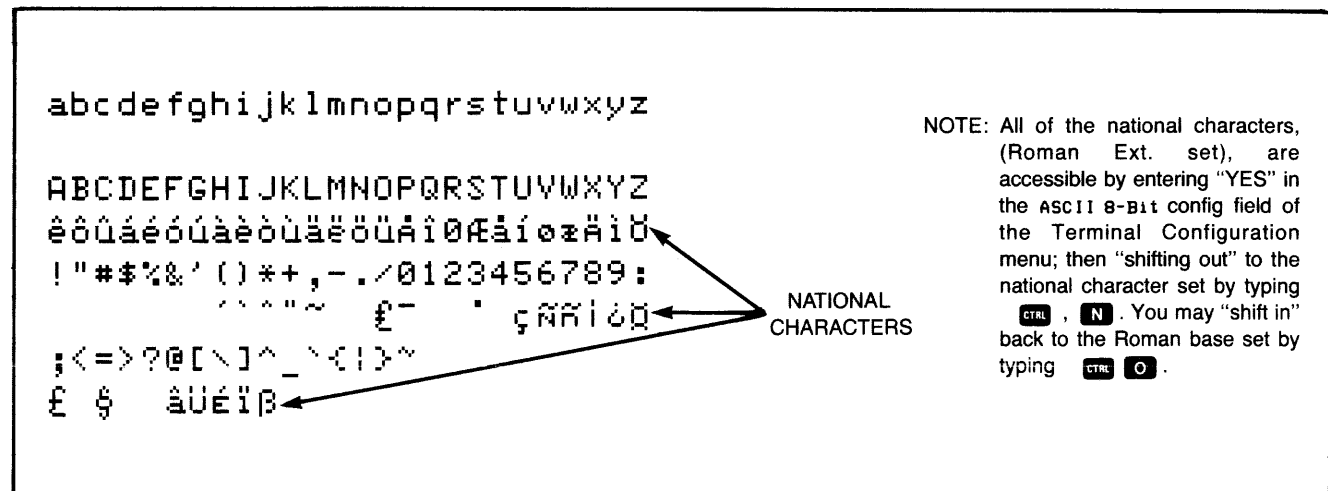 abcdefghijklmnopqrstuvwxyz
ABCDEFGHIJKLMNOPQRSTUVWXYZ
êôûáéóúàèòùäëöüÅîØÆåíøæÄìÖ
!"#$%&'()*+,-./0123456789:
´`^¨~ £¯ ° çÑñ¡¿¤
;<=>?@[\]^_`{|}~
£ § âÜÉïß
NATIONAL
CHARACTERS
NOTE: All of the national characters,
(Roman Ext. set), are
accessible by entering “YES” in
the ASCII 8-Bit config field of
the Terminal Configuration
menu; then “shifting out” to the
national character set by typing
CTRL , N . You may “shift in”
back to the Roman base set by
typing CTRL O .